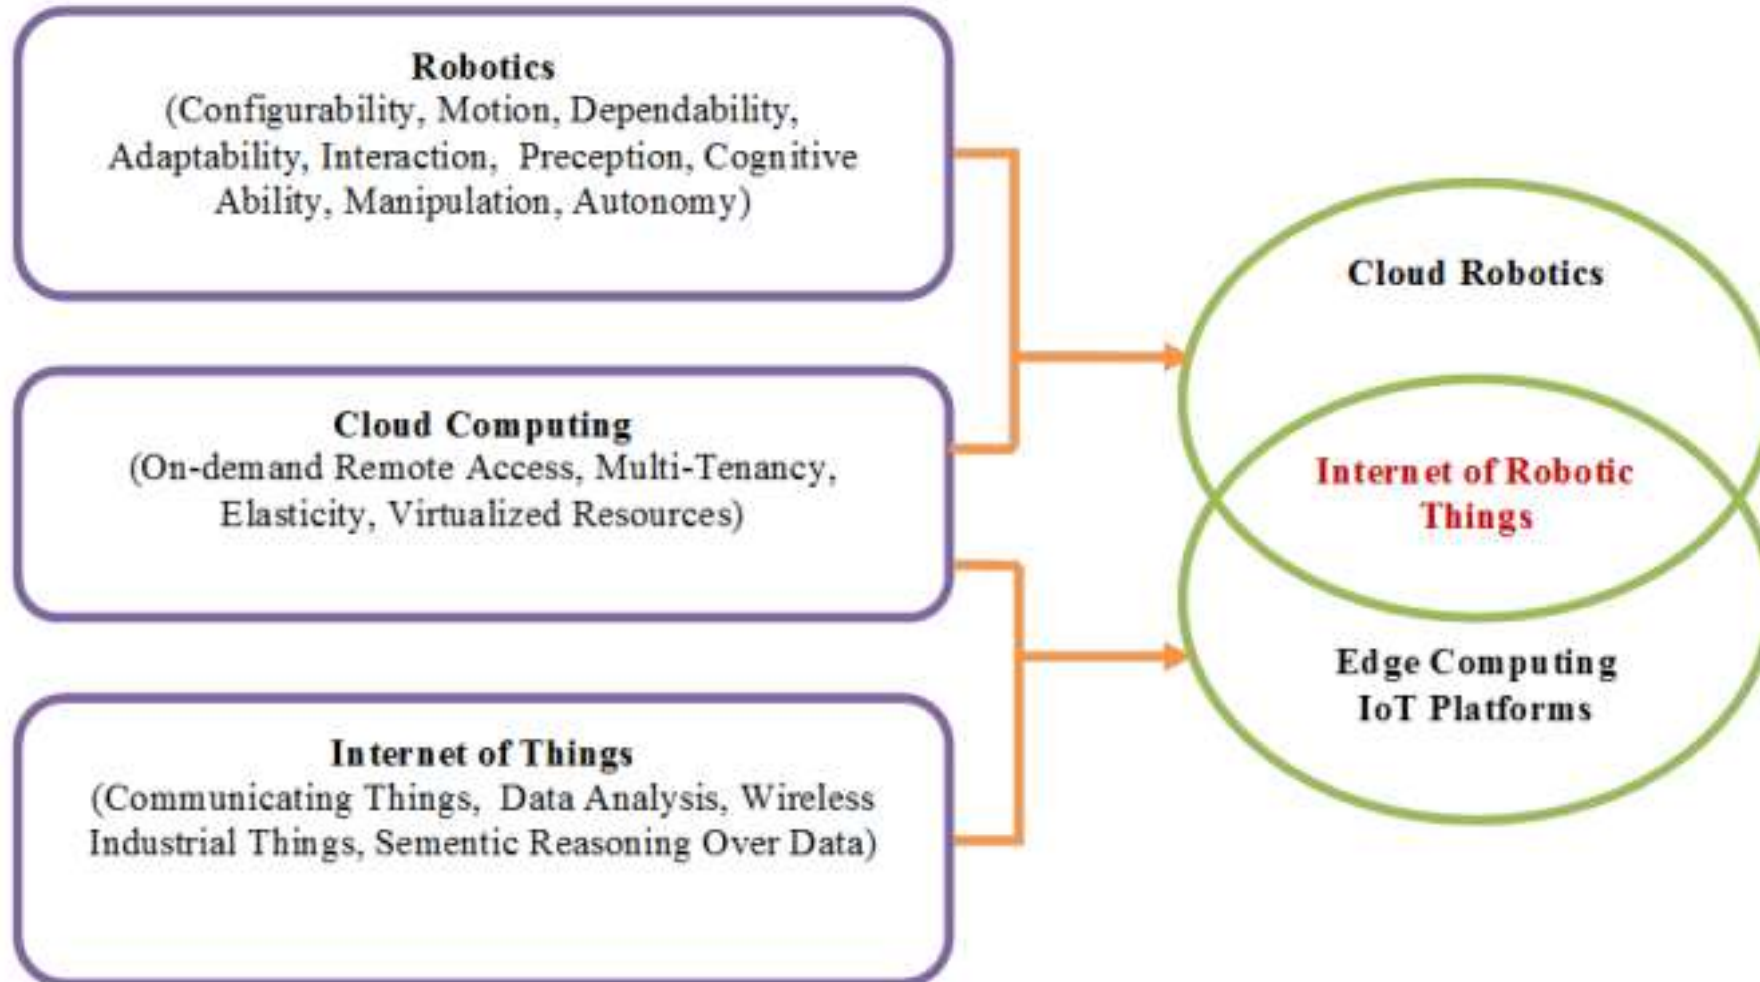 Robotics
(Configurability, Motion, Dependability,
Adaptability, Interaction, Preception, Cognitive
Ability, Manipulation, Autonomy)
Cloud Computing
(On-demand Remote Access, Multi-Tenancy,
Elasticity, Virtualized Resources)
Internet of Things
(Communicating Things, Data Analysis, Wireless
Industrial Things, Sementic Reasoning Over Data)
Cloud Robotics
Internet of Robotic
Things
Edge Computing
IoT Platforms